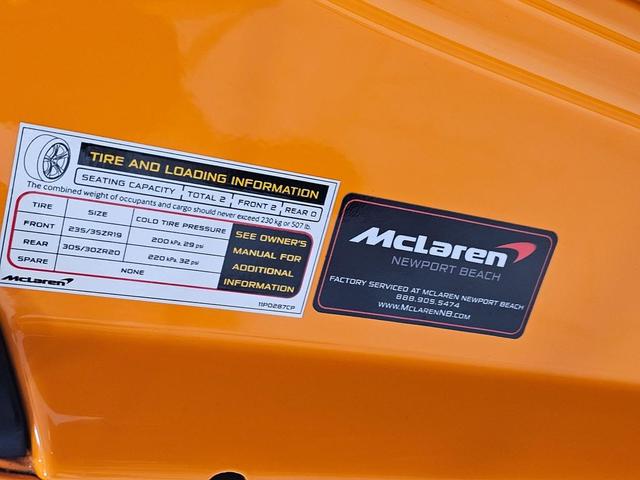 TIRE AND LOADING INFORMATION
SEATING CAPACITY TOTAL 2 FRONT 2 REAR 0
The combined weight of occupants and cargo should never exceed 230 kg or 507 lb.
TIRE SIZE COLD TIRE PRESSURE
FRONT 235/35ZR19 200 kPa, 29 psi
REAR 305/30ZR20 220 kPa, 32 psi
SPARE NONE
SEE OWNER'S
MANUAL FOR
ADDITIONAL
INFORMATION
McLaren
11P0287CP
McLaren
NEWPORT BEACH
FACTORY SERVICED AT MCLAREN NEWPORT BEACH
888.905.5474
www.McLarenNB.com